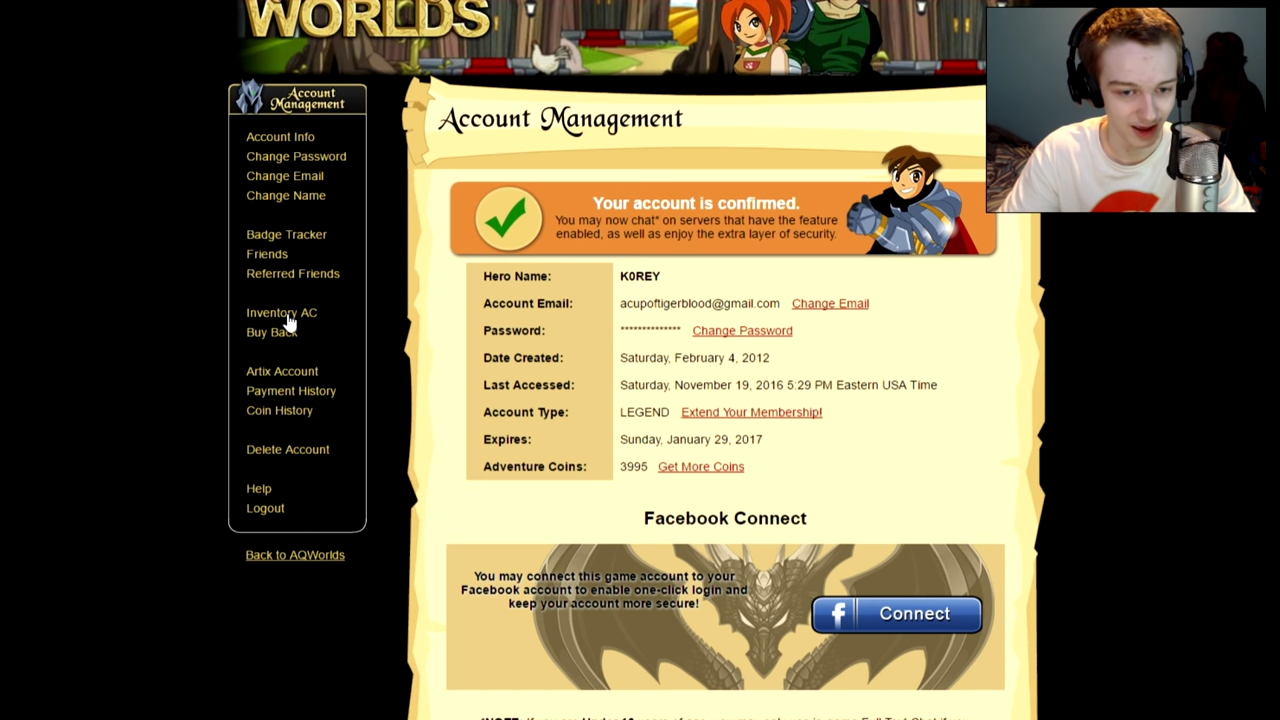 WORLDS
Account
Management
Account Info
Change Password
Change Email
Change Name
Badge Tracker
Friends
Referred Friends
Inventory AC
Buy Back
Artix Account
Payment History
Coin History
Delete Account
Help
Logout
Back to AQWorlds
Account Management
Your account is confirmed.
You may now chat* on servers that have the feature
enabled, as well as enjoy the extra layer of security.
Hero Name: K0REY
Account Email: acupoftigerblood@gmail.com Change Email
Password: ************** Change Password
Date Created: Saturday, February 4, 2012
Last Accessed: Saturday, November 19, 2016 5:29 PM Eastern USA Time
Account Type: LEGEND Extend Your Membership!
Expires: Sunday, January 29, 2017
Adventure Coins: 3995 Get More Coins
Facebook Connect
You may connect this game account to your
Facebook account to enable one-click login and
keep your account more secure!
f Connect